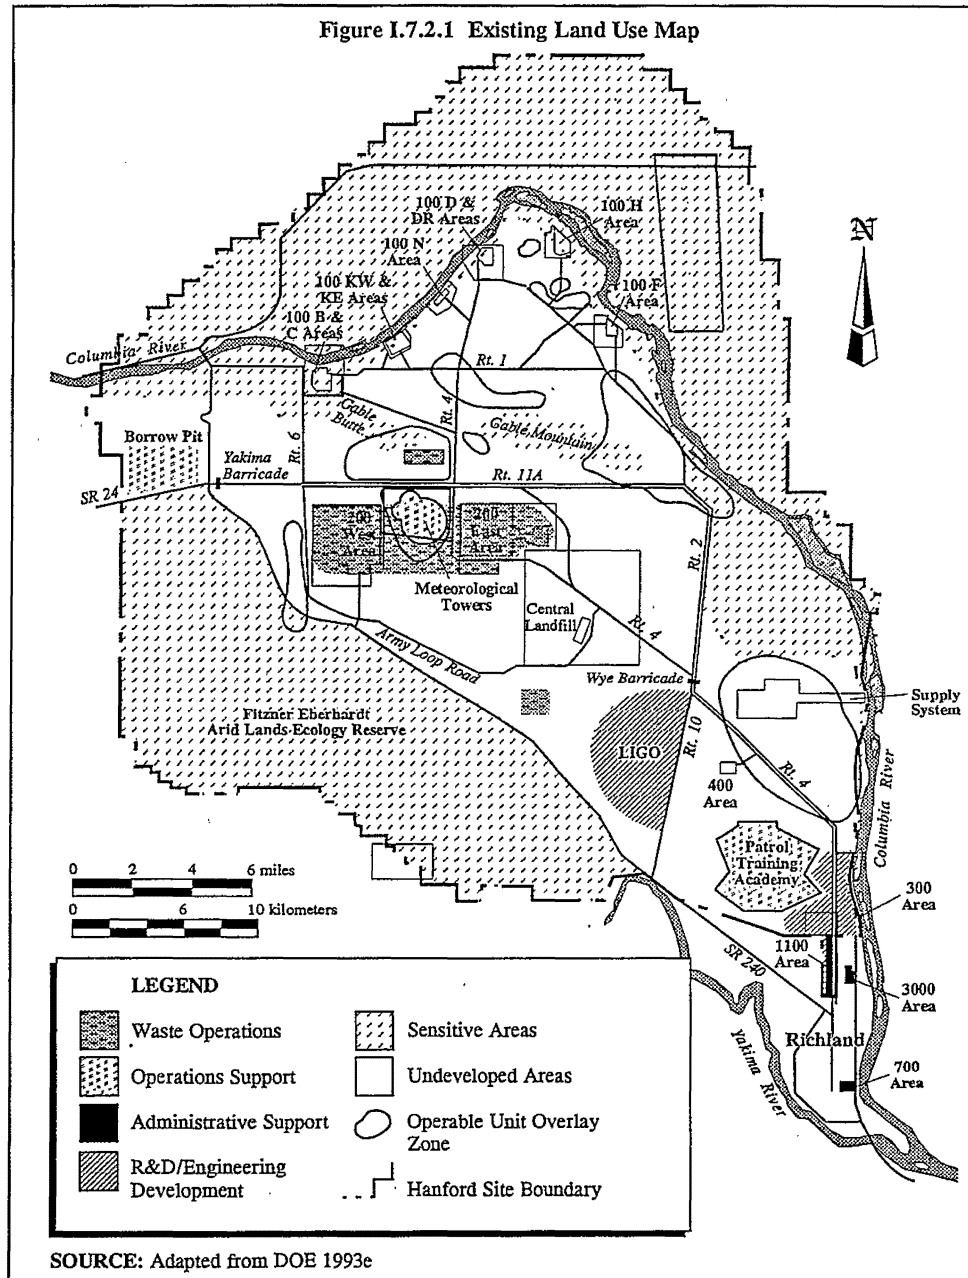 Figure I.7.2.1 Existing Land Use Map
100 D &
DR Areas
100 H
Area
100 N
Area
100 KW &
KE Areas
100 F
Area
100 B &
C Areas
N
Columbia River
Rt. 1
Gable
Butte
Rt. 4
Rt. 6
Gable Mountain
Borrow Pit
Yakima
Barricade
SR 24
Rt. 11A
200
West
Area
200
East
Area
Rt. 2
Meteorological
Towers
Central
Landfill
Rt. 4
Army Loop Road
Wye Barricade
Supply
System
Fitzner Eberhardt
Arid Lands Ecology Reserve
LIGO
Rt. 10
Rt. 4
400
Area
Columbia River
Patrol
Training
Academy
0 2 4 6 miles
0 6 10 kilometers
300
Area
1100
Area
SR 240
3000
Area
Richland
Yakima River
700
Area
LEGEND
Waste Operations
Sensitive Areas
Operations Support
Undeveloped Areas
Administrative Support
Operable Unit Overlay
Zone
R&D/Engineering
Development
Hanford Site Boundary
SOURCE: Adapted from DOE 1993e